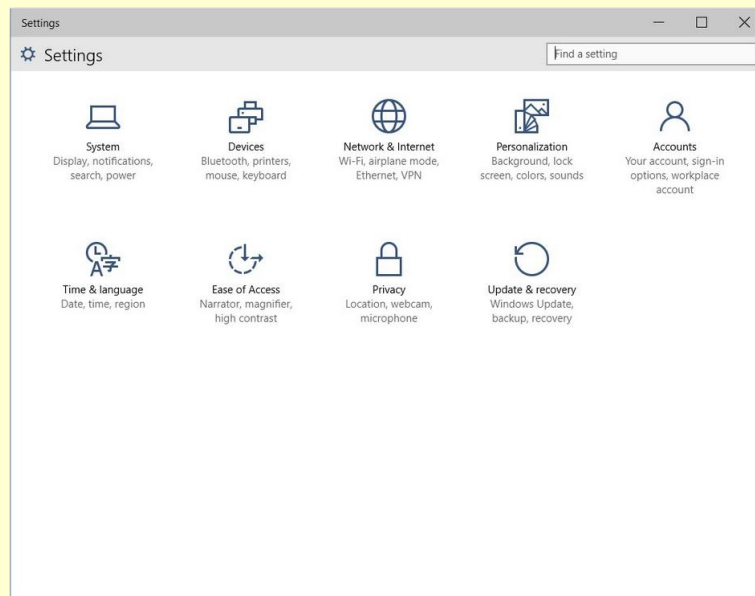 Settings
Settings
Find a setting
System
Display, notifications,
search, power
Devices
Bluetooth, printers,
mouse, keyboard
Network & Internet
Wi-Fi, airplane mode,
Ethernet, VPN
Personalization
Background, lock
screen, colors, sounds
Accounts
Your account, sign-in
options, workplace
account
Time & language
Date, time, region
Ease of Access
Narrator, magnifier,
high contrast
Privacy
Location, webcam,
microphone
Update & recovery
Windows Update,
backup, recovery